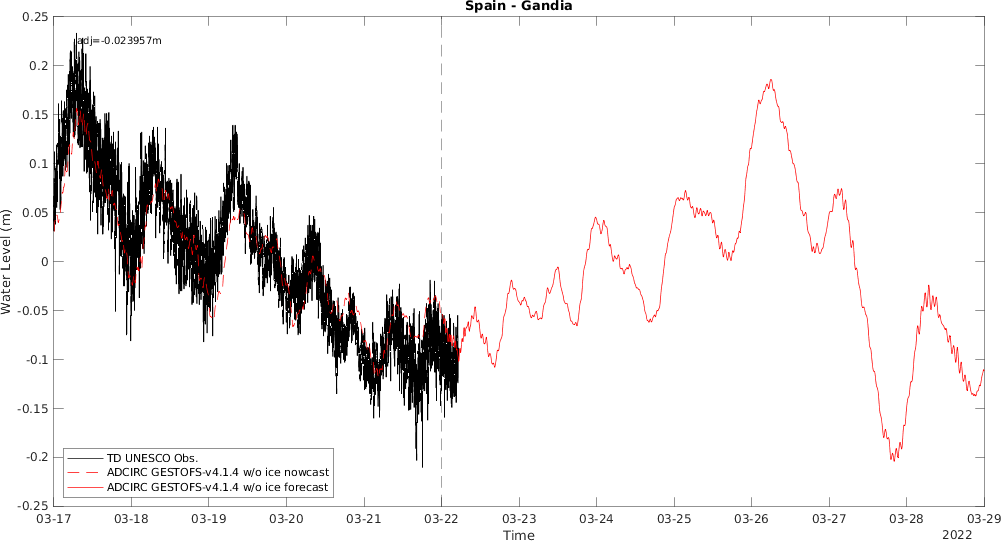 Spain - Gandia
adj=-0.023957m
0.25
0.2
0.15
0.1
0.05
0
-0.05
-0.1
-0.15
-0.2
-0.25
Water Level (m)
TD UNESCO Obs.
ADCIRC GESTOFS-v4.1.4 w/o ice nowcast
ADCIRC GESTOFS-v4.1.4 w/o ice forecast
03-17 03-18 03-19 03-20 03-21 03-22 03-23 03-24 03-25 03-26 03-27 03-28 03-29
Time
2022